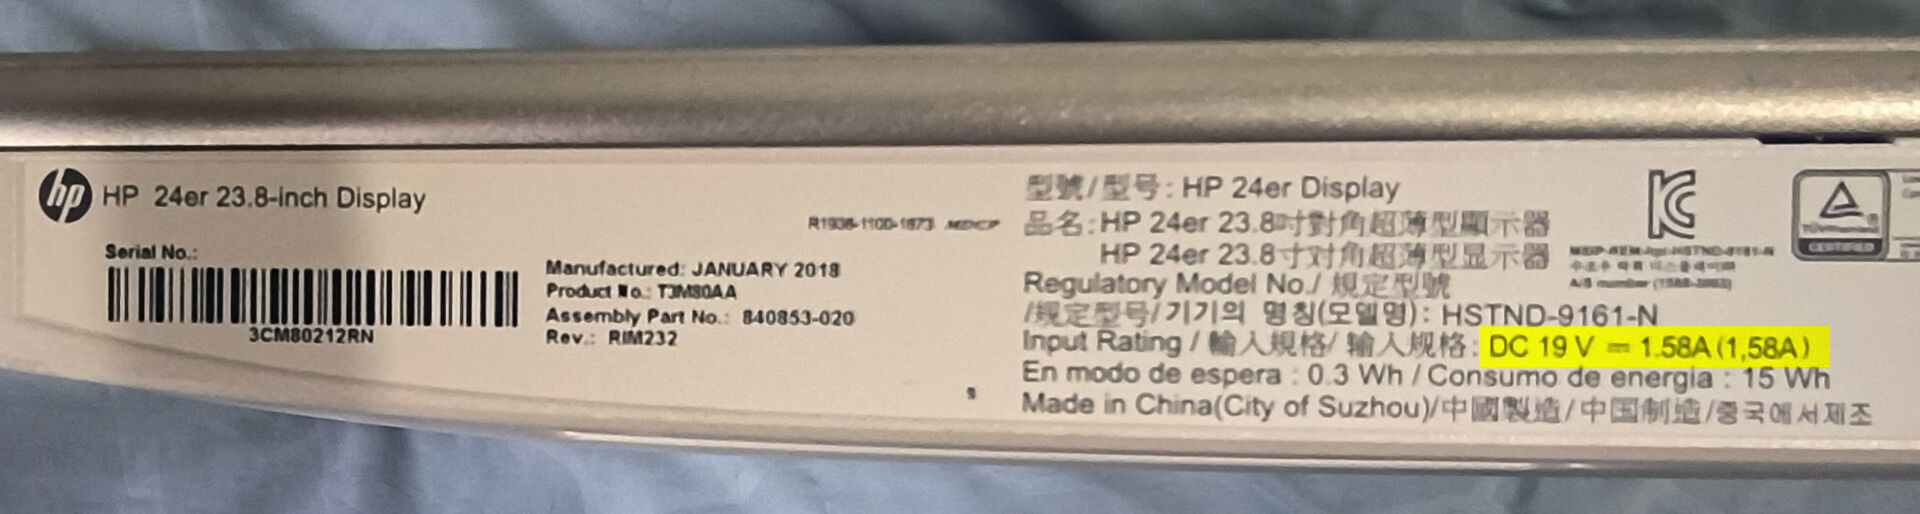 hp HP 24er 23.8-inch Display
Serial No.:
3CM80212RN
Manufactured: JANUARY 2018
Product No.: T3M80AA
Assembly Part No.: 840853-020
Rev.: RIM232
型號/型号: HP 24er Display
品名: HP 24er 23.8吋對角超薄型顯示器
HP 24er 23.8寸对角超薄型显示器
Regulatory Model No./ 規定型號
/规定型号/기기의 명칭(모델명): HSTND-9161-N
Input Rating / 輸入規格/ 输入规格: DC 19 V ⎓ 1.58A (1,58A)
En modo de espera : 0.3 Wh / Consumo de energia : 15 Wh
Made in China(City of Suzhou)/中國製造/中国制造/중국에서제조